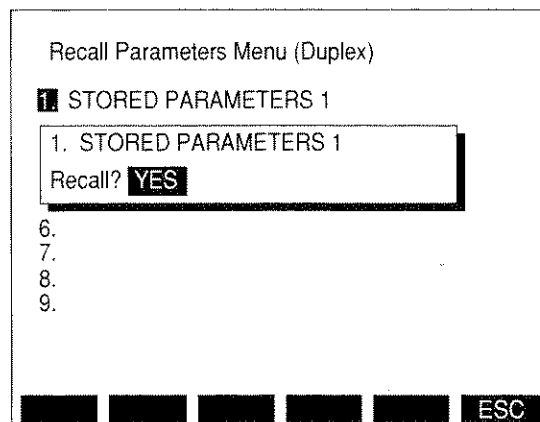 Recall Parameters Menu (Duplex)
1. STORED PARAMETERS 1
1. STORED PARAMETERS 1
Recall? YES
6.
7.
8.
9.
ESC